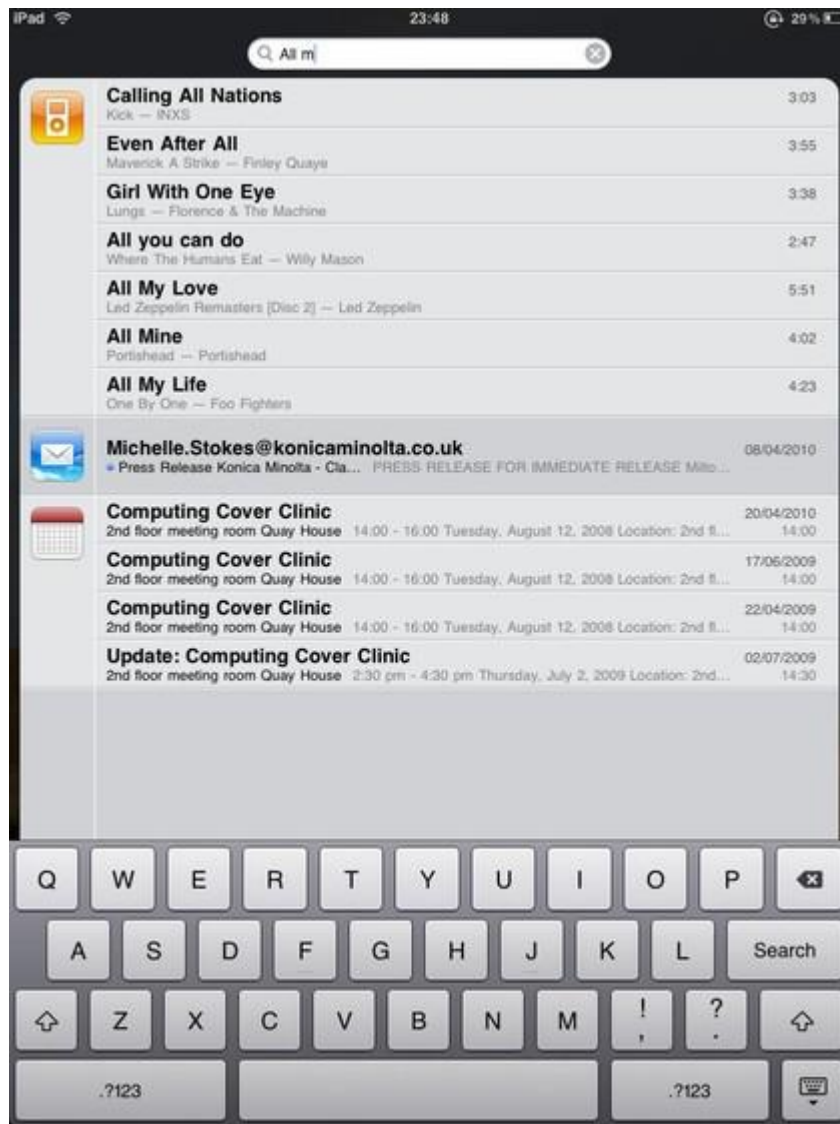 iPad 23:48 29%
All m
Calling All Nations 3:03
Kick — INXS
Even After All 3:55
Maverick A Strike — Finley Quaye
Girl With One Eye 3:38
Lungs — Florence & The Machine
All you can do 2:47
Where The Humans Eat — Willy Mason
All My Love 5:51
Led Zeppelin Remasters [Disc 2] — Led Zeppelin
All Mine 4:02
Portishead — Portishead
All My Life 4:23
One By One — Foo Fighters
Michelle.Stokes@konicaminolta.co.uk 08/04/2010
Press Release Konica Minolta - Cla... PRESS RELEASE FOR IMMEDIATE RELEASE Milto...
Computing Cover Clinic 20/04/2010
2nd floor meeting room Quay House 14:00 - 16:00 Tuesday, August 12, 2008 Location: 2nd fl... 14:00
Computing Cover Clinic 17/06/2009
2nd floor meeting room Quay House 14:00 - 16:00 Tuesday, August 12, 2008 Location: 2nd fl... 14:00
Computing Cover Clinic 22/04/2009
2nd floor meeting room Quay House 14:00 - 16:00 Tuesday, August 12, 2008 Location: 2nd fl... 14:00
Update: Computing Cover Clinic 02/07/2009
2nd floor meeting room Quay House 2:30 pm - 4:30 pm Thursday, July 2, 2009 Location: 2nd... 14:30
Q W E R T Y U I O P
A S D F G H J K L Search
Z X C V B N M ! , ? .
.?123 .?123